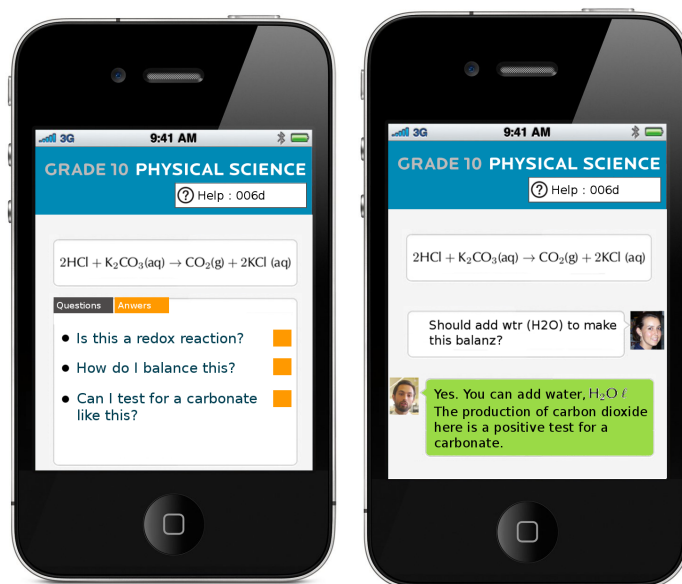 3G 9:41 AM
GRADE 10 PHYSICAL SCIENCE
? Help : 006d
2HCl + K₂CO₃(aq) → CO₂(g) + 2KCl (aq)
Questions Anwers
Is this a redox reaction?
How do I balance this?
Can I test for a carbonate
like this?
3G 9:41 AM
GRADE 10 PHYSICAL SCIENCE
? Help : 006d
2HCl + K₂CO₃(aq) → CO₂(g) + 2KCl (aq)
Should add wtr (H2O) to make
this balanz?
Yes. You can add water, H₂O ℓ
The production of carbon dioxide
here is a positive test for a
carbonate.